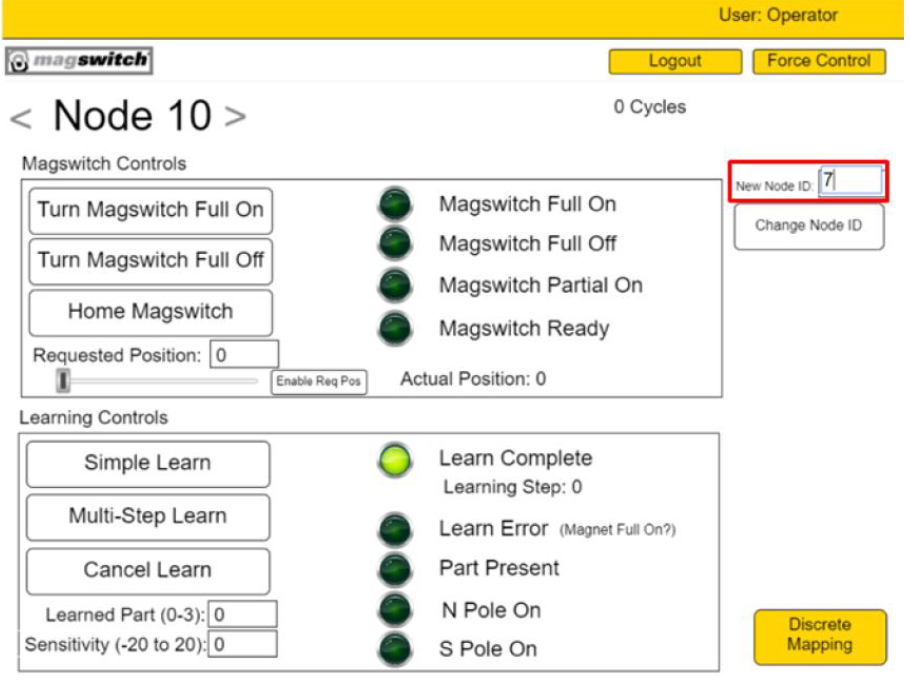 User: Operator
magswitch
Logout
Force Control
< Node 10 >
0 Cycles
Magswitch Controls
New Node ID: 7
Change Node ID
Turn Magswitch Full On
Magswitch Full On
Turn Magswitch Full Off
Magswitch Full Off
Magswitch Partial On
Home Magswitch
Magswitch Ready
Requested Position: 0
Enable Req Pos
Actual Position: 0
Learning Controls
Simple Learn
Learn Complete
Learning Step: 0
Multi-Step Learn
Learn Error (Magnet Full On?)
Cancel Learn
Part Present
Learned Part (0-3): 0
N Pole On
Sensitivity (-20 to 20): 0
S Pole On
Discrete
Mapping